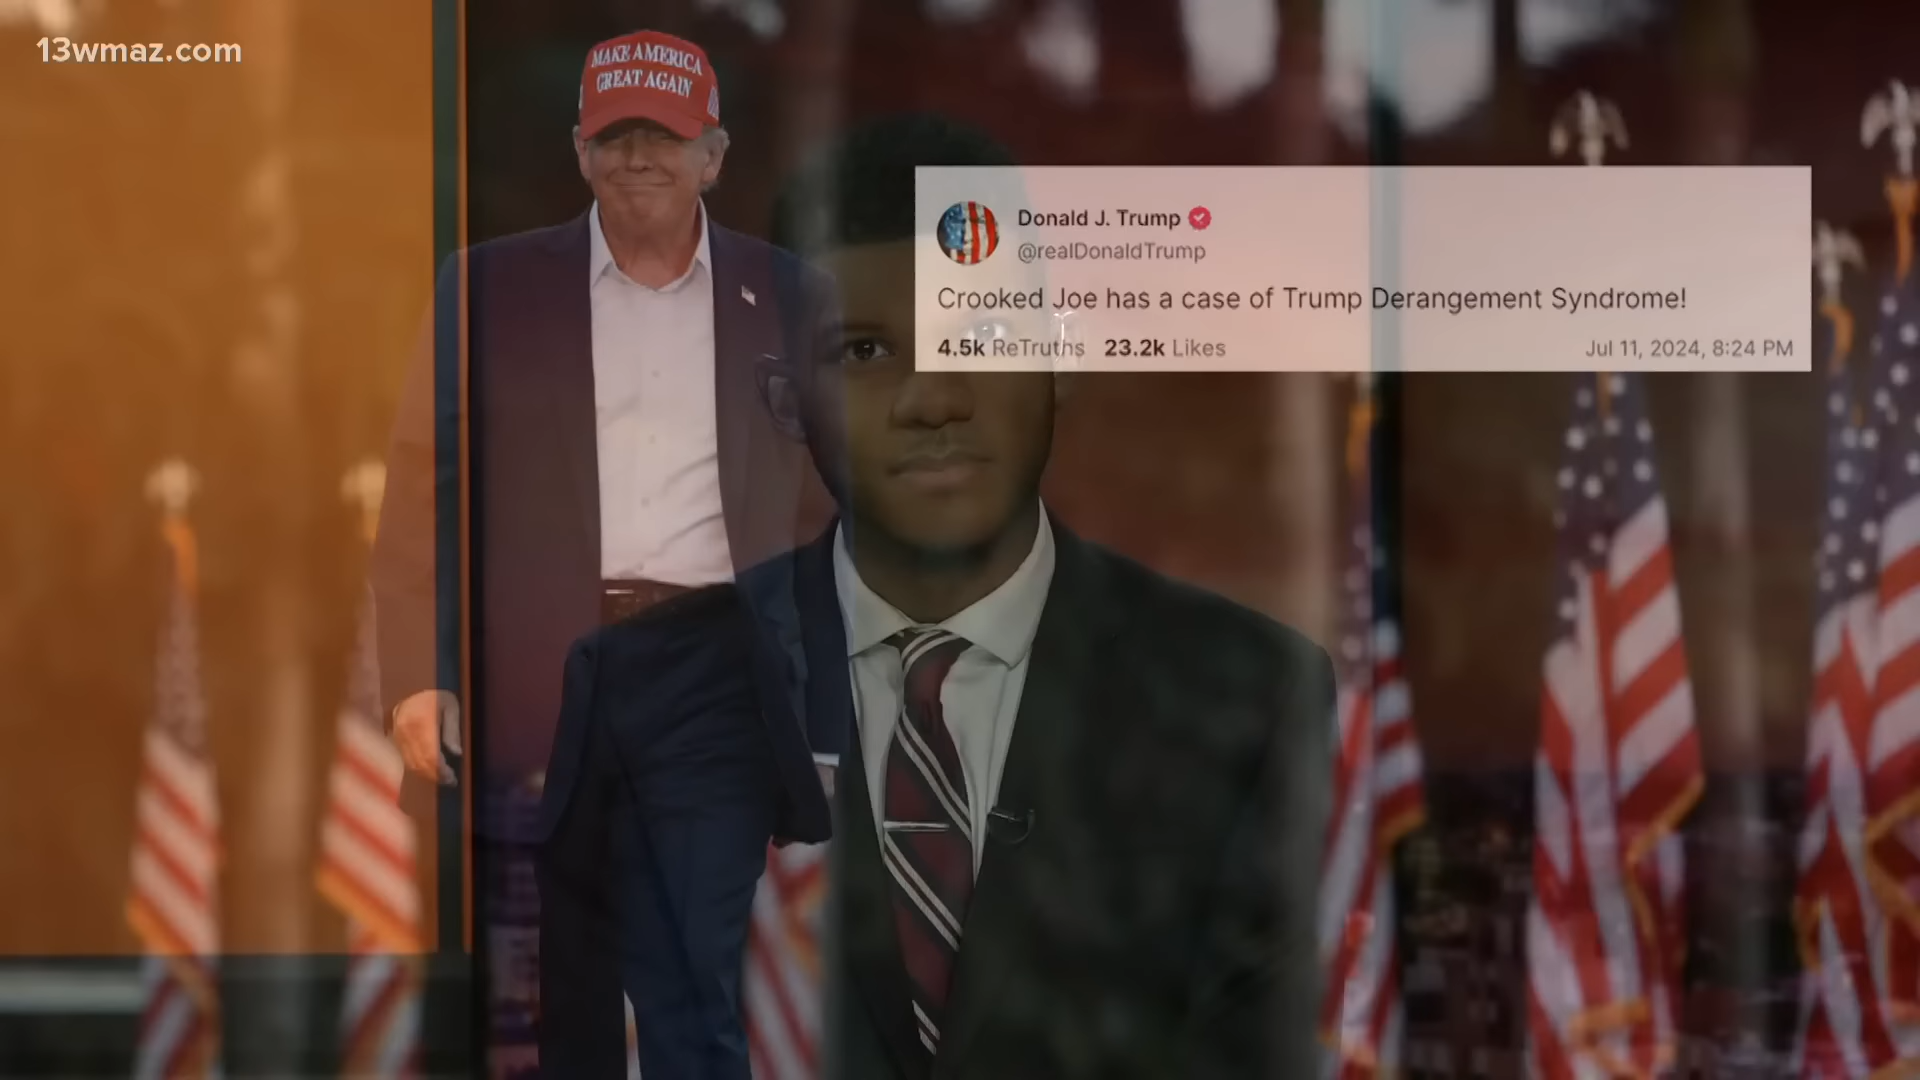 13wmaz.com
MAKE AMERICA
GREAT AGAIN
Donald J. Trump
@realDonaldTrump
Crooked Joe has a case of Trump Derangement Syndrome!
4.5k ReTruths 23.2k Likes
Jul 11, 2024, 8:24 PM